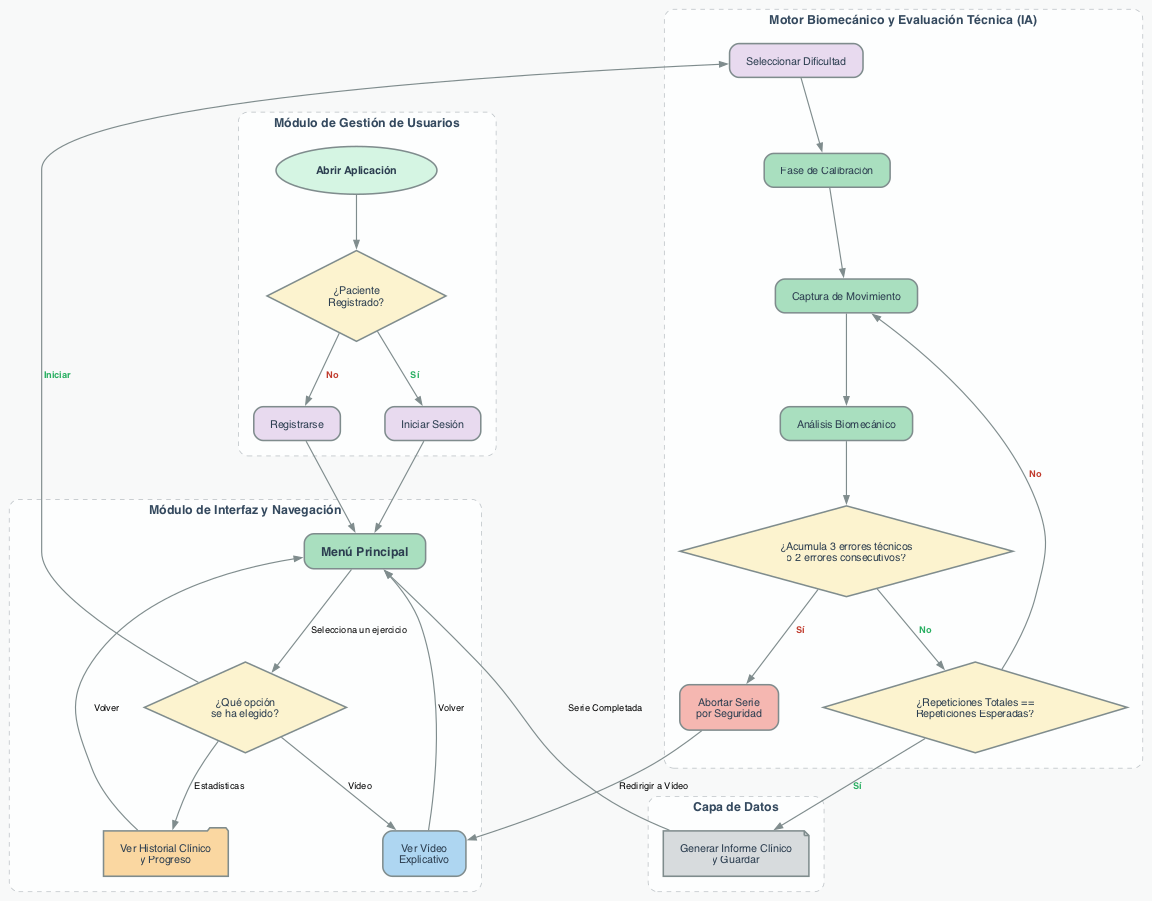 Motor Biomecánico y Evaluación Técnica (IA)
Seleccionar Dificultad
Fase de Calibración
Captura de Movimiento
Análisis Biomecánico
¿Acumula 3 errores técnicos
o 2 errores consecutivos?
Sí
No
No
Abortar Serie
por Seguridad
¿Repeticiones Totales ==
Repeticiones Esperadas?
Módulo de Gestión de Usuarios
Abrir Aplicación
¿Paciente
Registrado?
No
Sí
Registrarse
Iniciar Sesión
Iniciar
Módulo de Interfaz y Navegación
Menú Principal
Selecciona un ejercicio
¿Qué opción
se ha elegido?
Volver
Volver
Estadísticas
Vídeo
Ver Historial Clínico
y Progreso
Ver Vídeo
Explicativo
Serie Completada
Redirigir a Vídeo
Sí
Capa de Datos
Generar Informe Clínico
y Guardar